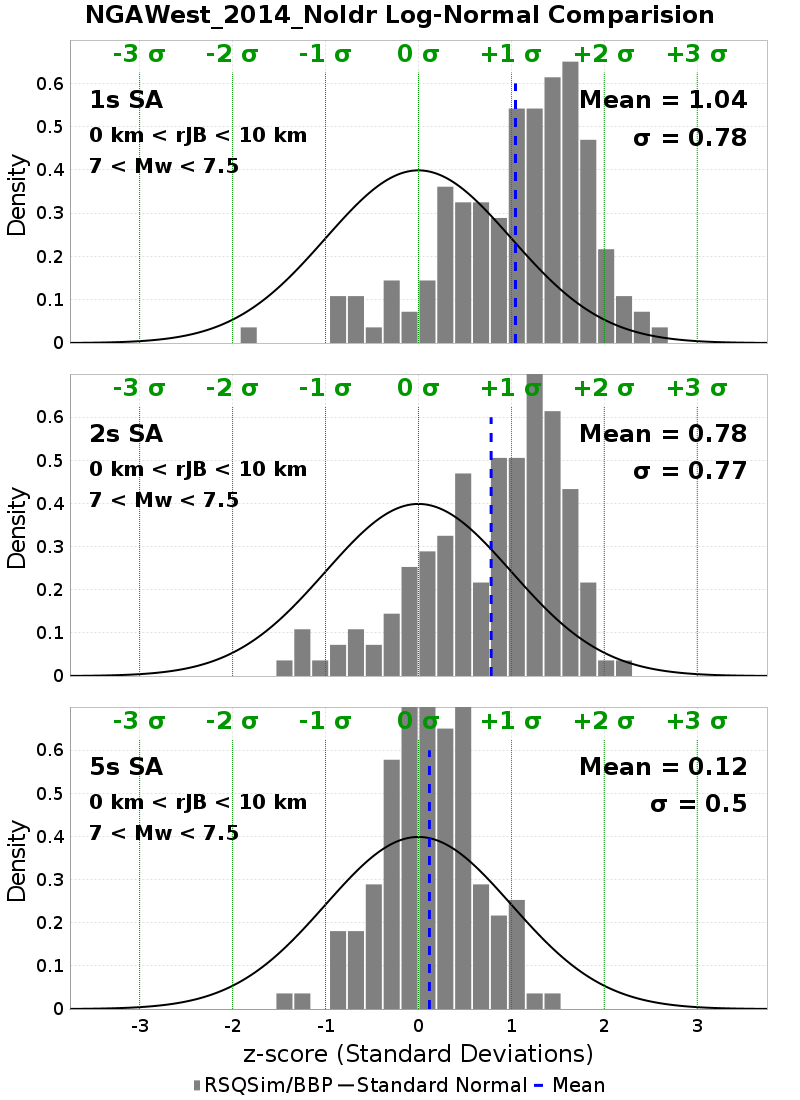 NGAWest_2014_NoIdr Log-Normal Comparision
-3 σ -2 σ -1 σ 0 σ +1 σ +2 σ +3 σ
1s SA
Mean = 1.04
0 km < rJB < 10 km
σ = 0.78
7 < Mw < 7.5
Density
0.6
0.5
0.4
0.3
0.2
0.1
0
-3 σ -2 σ -1 σ 0 σ +1 σ +2 σ +3 σ
2s SA
Mean = 0.78
0 km < rJB < 10 km
σ = 0.77
7 < Mw < 7.5
Density
0.6
0.5
0.4
0.3
0.2
0.1
0
-3 σ -2 σ -1 σ 0 σ +1 σ +2 σ +3 σ
5s SA
Mean = 0.12
0 km < rJB < 10 km
σ = 0.5
7 < Mw < 7.5
Density
0.6
0.5
0.4
0.3
0.2
0.1
0
-3 -2 -1 0 1 2 3
z-score (Standard Deviations)
RSQSim/BBP Standard Normal Mean